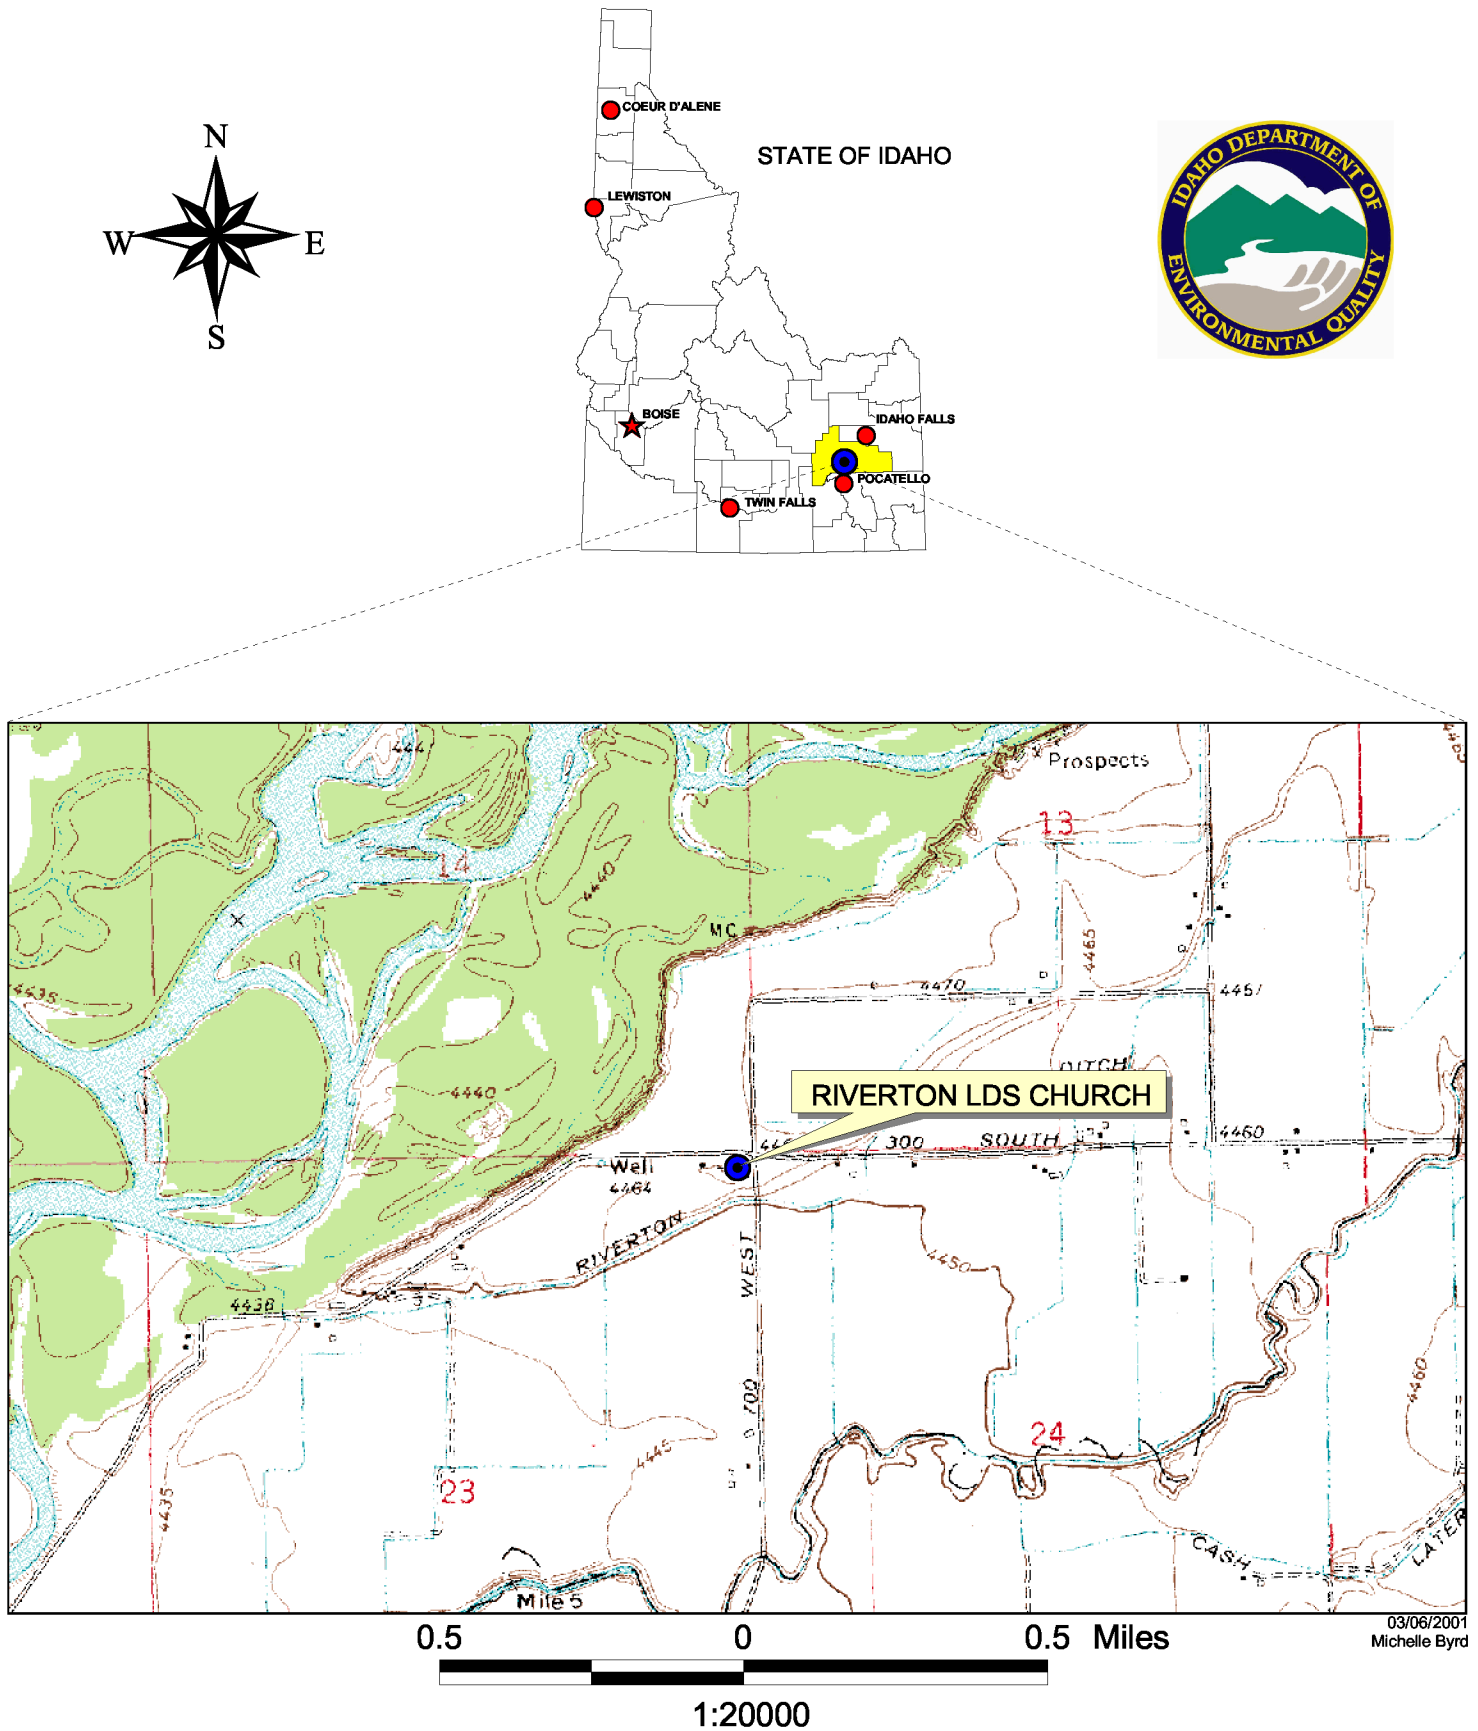 COEUR D'ALENE
N
STATE OF IDAHO
IDAHO DEPARTMENT OF
ENVIRONMENTAL QUALITY
LEWISTON
W
E
S
BOISE
IDAHO FALLS
POCATELLO
TWIN FALLS
Prospects
13
14
4440
MC
4465
4435
4470
RIVERTON LDS CHURCH
DITCH
4440
4460
300 SOUTH
Well
4464
RIVERTON
WEST
4450
4438
700
4460
24
4445
23
4435
CASH
LATER
Mile 5
03/06/2001
Michelle Byrd
0.5 0 0.5 Miles
1:20000